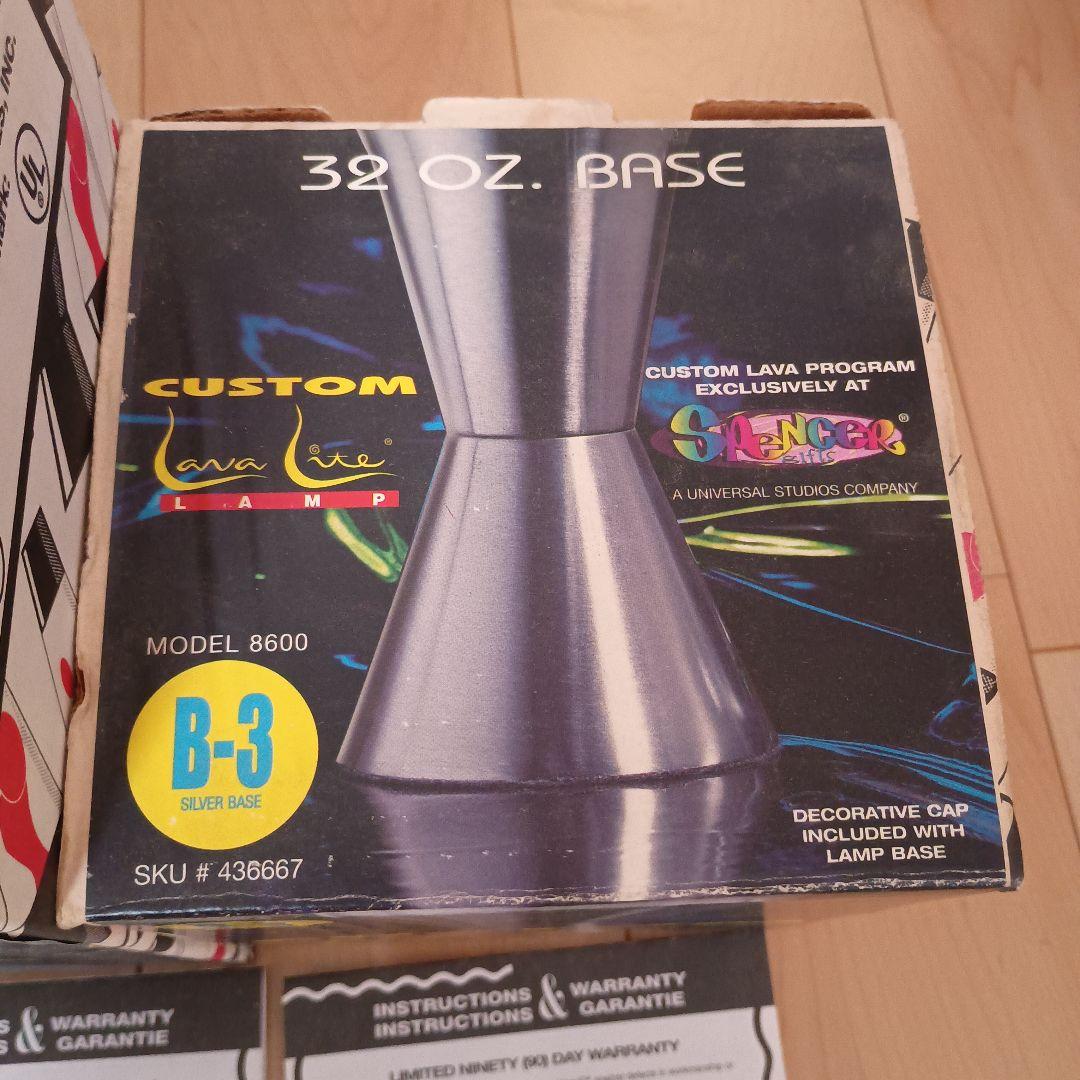 S, INC.
UL
32 OZ. BASE
CUSTOM
Lava Lite®
LAMP
CUSTOM LAVA PROGRAM
EXCLUSIVELY AT
SPENCER®
gifts
A UNIVERSAL STUDIOS COMPANY
MODEL 8600
B-3
SILVER BASE
SKU # 436667
DECORATIVE CAP
INCLUDED WITH
LAMP BASE
S & WARRANTY
S GARANTIE
INSTRUCTIONS & WARRANTY
INSTRUCTIONS GARANTIE
LIMITED NINETY (90) DAY WARRANTY